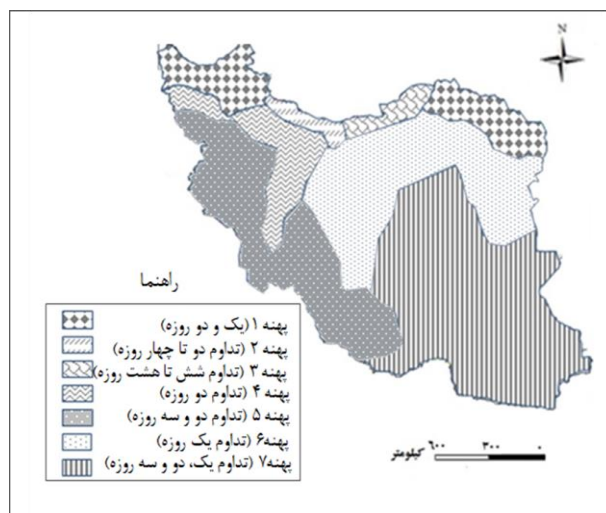 N
راهنما
پهنه ۱ (یک و دو روزه)
پهنه ۲ (تداوم دو تا چهار روزه)
پهنه ۳ (تداوم شش تا هشت روزه)
پهنه ۴ (تداوم دو روزه)
پهنه ۵ (تداوم دو و سه روزه)
پهنه۶ (تداوم یک روزه)
پهنه۷ (تداوم یک، دو و سه روزه)
کیلومتر ۶۰۰ ۳۰۰ ۰